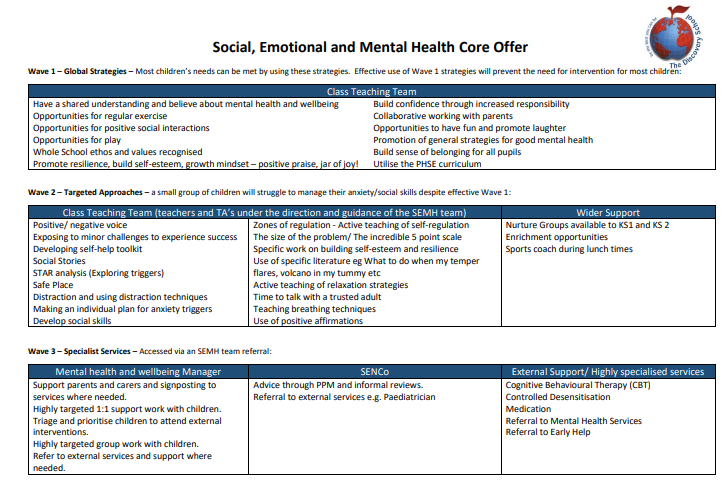 Social, Emotional and Mental Health Core Offer
The Discovery School
Wave 1 – Global Strategies – Most children's needs can be met by using these strategies.  Effective use of Wave 1 strategies will prevent the need for intervention for most children:
Class Teaching Team
Have a shared understanding and believe about mental health and wellbeing
Opportunities for regular exercise
Opportunities for positive social interactions
Opportunities for play
Whole School ethos and values recognised
Promote resilience, build self-esteem, growth mindset – positive praise, jar of joy!
Build confidence through increased responsibility
Collaborative working with parents
Opportunities to have fun and promote laughter
Promotion of general strategies for good mental health
Build sense of belonging for all pupils
Utilise the PHSE curriculum
Wave 2 – Targeted Approaches – a small group of children will struggle to manage their anxiety/social skills despite effective Wave 1:
Class Teaching Team (teachers and TA's under the direction and guidance of the SEMH team)
Positive/ negative voice
Exposing to minor challenges to experience success
Developing self-help toolkit
Social Stories
STAR analysis (Exploring triggers)
Safe Place
Distraction and using distraction techniques
Making an individual plan for anxiety triggers
Develop social skills
Zones of regulation - Active teaching of self-regulation
The size of the problem/ The incredible 5 point scale
Specific work on building self-esteem and resilience
Use of specific literature eg What to do when my temper
flares, volcano in my tummy etc
Active teaching of relaxation strategies
Time to talk with a trusted adult
Teaching breathing techniques
Use of positive affirmations
Wider Support
Nurture Groups available to KS1 and KS 2
Enrichment opportunities
Sports coach during lunch times
Wave 3 – Specialist Services – Accessed via an SEMH team referral:
Mental health and wellbeing Manager
Support parents and carers and signposting to
services where needed.
Highly targeted 1:1 support work with children.
Triage and prioritise children to attend external
interventions.
Highly targeted group work with children.
Refer to external services and support where
needed.
SENCo
Advice through PPM and informal reviews.
Referral to external services e.g. Paediatrician
External Support/ Highly specialised services
Cognitive Behavioural Therapy (CBT)
Controlled Desensitisation
Medication
Referral to Mental Health Services
Referral to Early Help